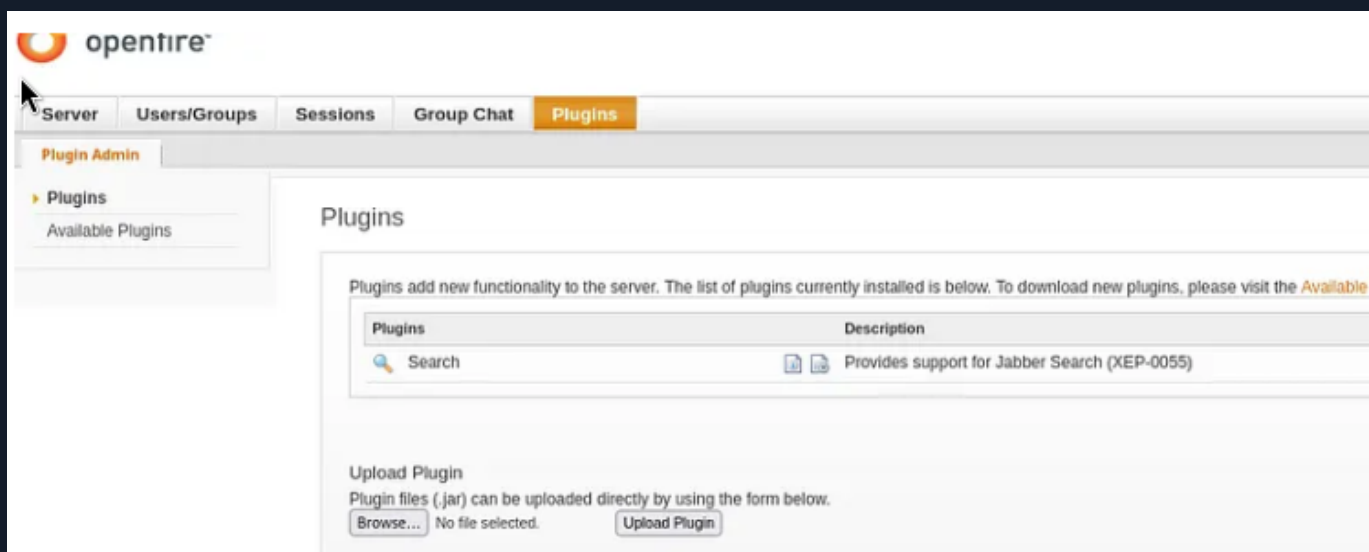 openfire™
Server Users/Groups Sessions Group Chat Plugins
Plugin Admin
Plugins
Available Plugins
Plugins
Plugins add new functionality to the server. The list of plugins currently installed is below. To download new plugins, please visit the Available
Plugins Description
Search Provides support for Jabber Search (XEP-0055)
Upload Plugin
Plugin files (.jar) can be uploaded directly by using the form below.
Browse... No file selected. Upload Plugin